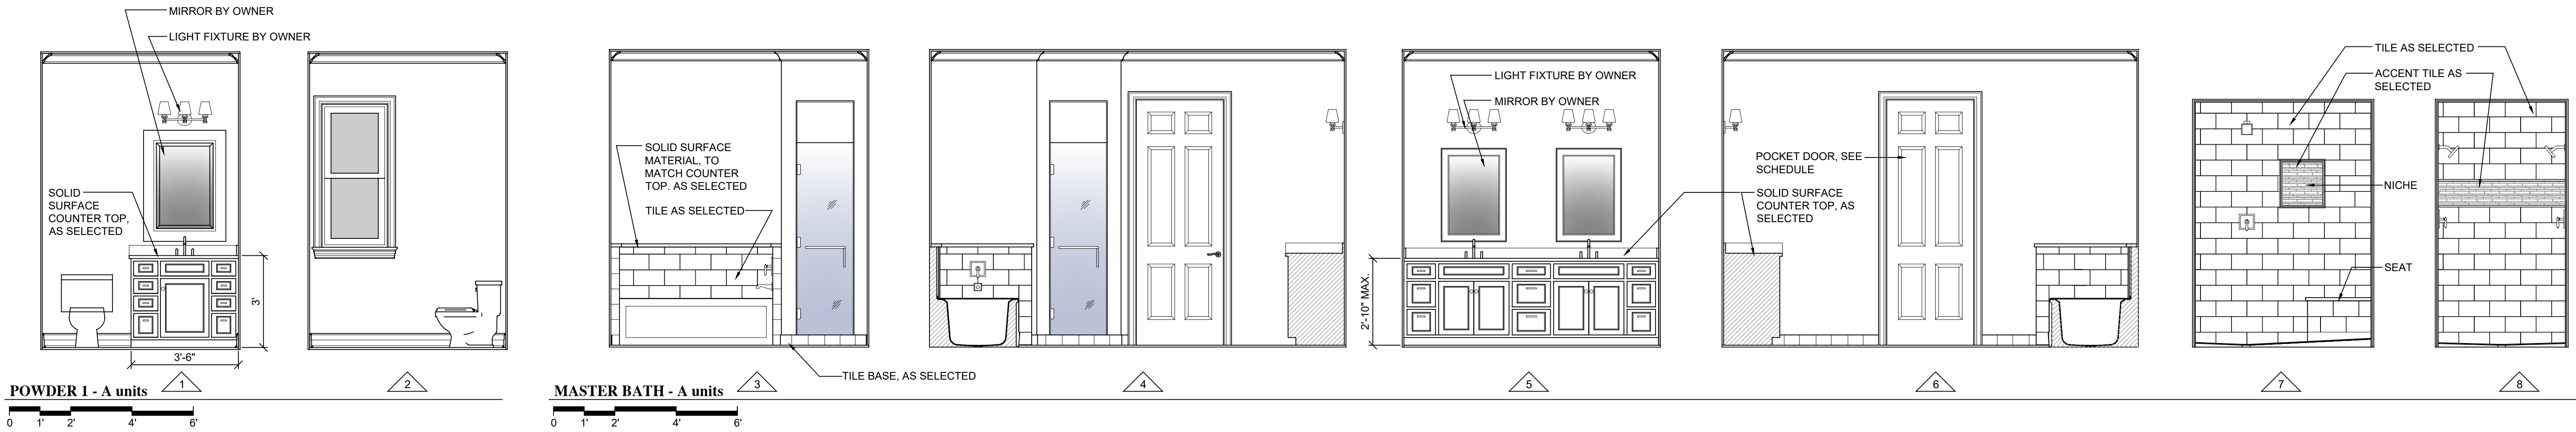 MIRROR BY OWNER
LIGHT FIXTURE BY OWNER
SOLID
SURFACE
COUNTER TOP,
AS SELECTED
3'
3'-6"
1
2
POWDER 1 - A units
0 1' 2' 4' 6'
SOLID SURFACE
MATERIAL, TO
MATCH COUNTER
TOP. AS SELECTED
TILE AS SELECTED
TILE BASE, AS SELECTED
3
4
MASTER BATH - A units
0 1' 2' 4' 6'
LIGHT FIXTURE BY OWNER
MIRROR BY OWNER
2'-10" MAX.
5
POCKET DOOR, SEE
SCHEDULE
SOLID SURFACE
COUNTER TOP, AS
SELECTED
6
TILE AS SELECTED
ACCENT TILE AS
SELECTED
NICHE
SEAT
7
8